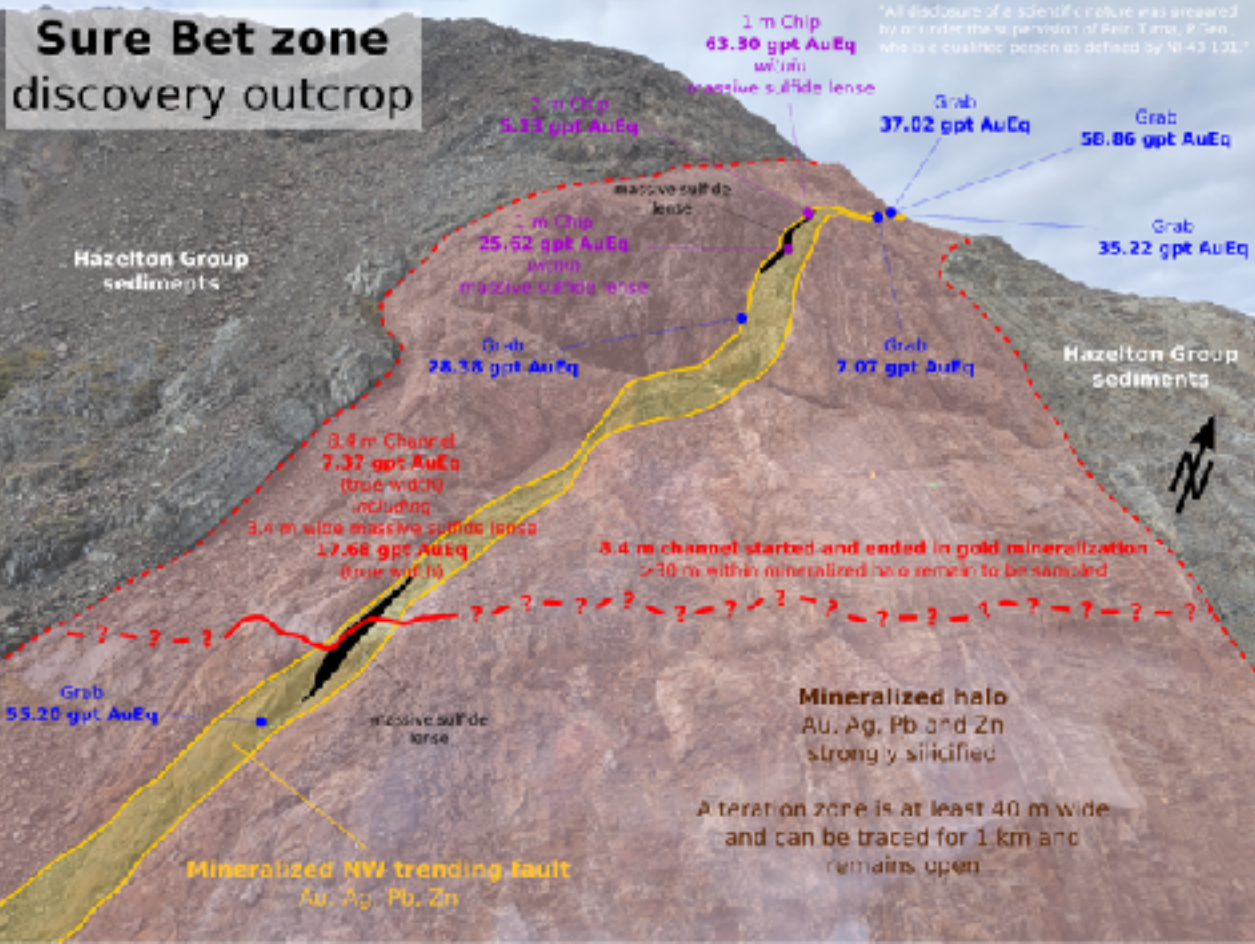 Sure Bet zone
discovery outcrop
"All disclosure of a scientific nature was prepared
by or under the supervision of Rein Turna, P.Geo.,
who is a qualified person as defined by NI-43-101."
1 m Chip
63.30 gpt AuEq
within
massive sulfide lense
m Chip
gpt AuEq
Grab
37.02 gpt AuEq
Grab
58.86 gpt AuEq
massive sulfide
lense
1 m Chip
25.62 gpt AuEq
within
massive sulfide lense
Grab
35.22 gpt AuEq
Hazelton Group
sediments
Grab
28.38 gpt AuEq
Grab
7.07 gpt AuEq
Hazelton Group
sediments
N
8.4 m Channel
7.37 gpt AuEq
(true width)
including
3.4 m wide massive sulfide lense
17.68 gpt AuEq
(true width)
8.4 m channel started and ended in gold mineralization
>30 m within mineralized halo remain to be sampled
? ? ? ? ? ? ? ? ? ? ? ? ? ? ? ? ? ?
Grab
55.20 gpt AuEq
massive sulfide
lense
Mineralized halo
Au, Ag, Pb and Zn
strongly silicified
Alteration zone is at least 40 m wide
and can be traced for 1 km and
remains open
Mineralized NW trending fault
Au, Ag, Pb, Zn